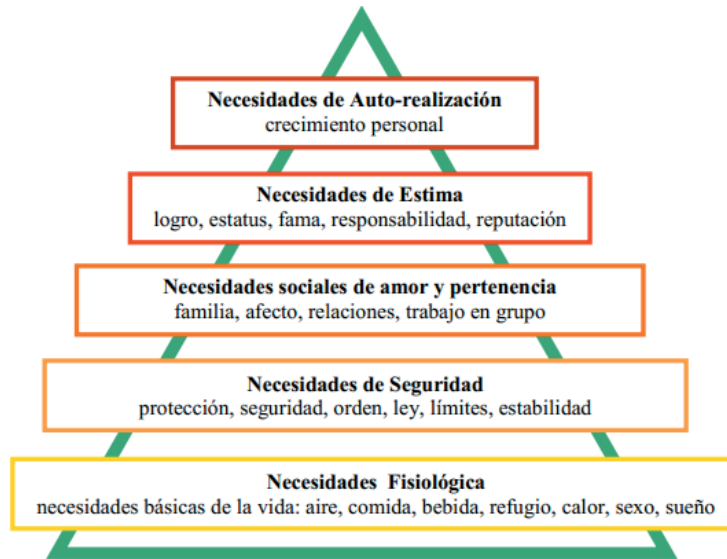 Necesidades de Auto-realización
crecimiento personal
Necesidades de Estima
logro, estatus, fama, responsabilidad, reputación
Necesidades sociales de amor y pertenencia
familia, afecto, relaciones, trabajo en grupo
Necesidades de Seguridad
protección, seguridad, orden, ley, límites, estabilidad
Necesidades Fisiológica
necesidades básicas de la vida: aire, comida, bebida, refugio, calor, sexo, sueño